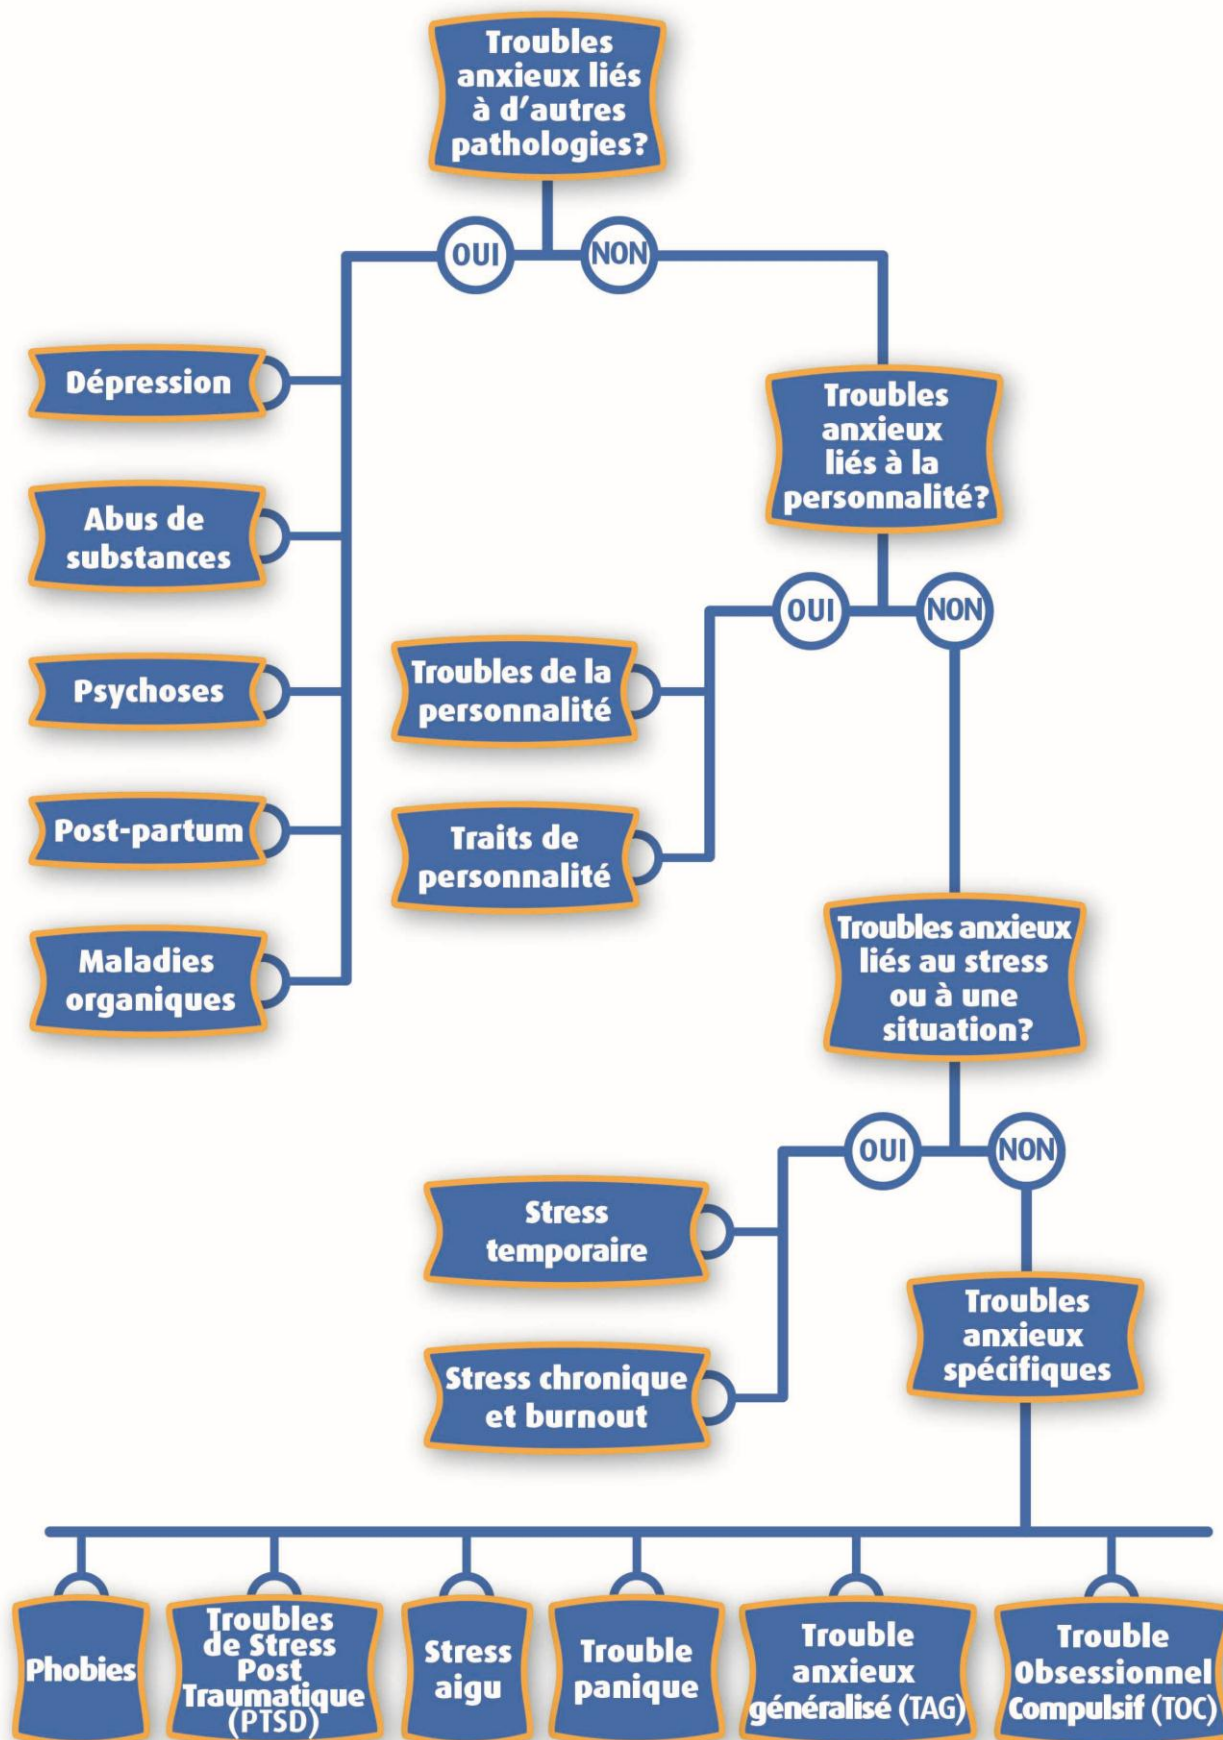 Troubles
anxieux liés
à d'autres
pathologies?
OUI
NON
Dépression
Abus de
substances
Psychoses
Post-partum
Maladies
organiques
Troubles
anxieux
liés à la
personnalité?
OUI
NON
Troubles de la
personnalité
Traits de
personnalité
Troubles anxieux
liés au stress
ou à une
situation?
OUI
NON
Stress
temporaire
Stress chronique
et burnout
Troubles
anxieux
spécifiques
Phobies
Troubles
de Stress
Post
Traumatique
(PTSD)
Stress
aigu
Trouble
panique
Trouble
anxieux
généralisé (TAG)
Trouble
Obsessionnel
Compulsif (TOC)